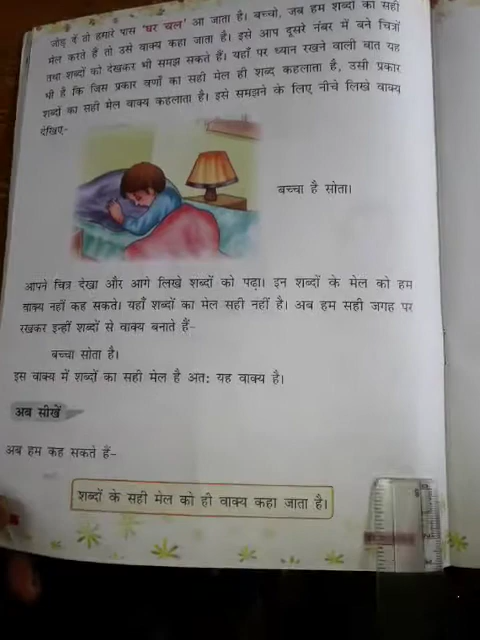 जोड़ दें तो हमारे पास 'घर चल' आ जाता है। बच्चो, जब हम शब्दों का सही
मेल करते हैं तो उसे वाक्य कहा जाता है। इसे आप दूसरे नंबर में बने चित्रों
तथा शब्दों को देखकर भी समझ सकते हैं। यहाँ पर ध्यान रखने वाली बात यह
भी है कि जिस प्रकार वर्णों का सही मेल ही शब्द कहलाता है, उसी प्रकार
शब्दों का सही मेल वाक्य कहलाता है। इसे समझने के लिए नीचे लिखे वाक्य
देखिए-
बच्चा है सोता।
आपने चित्र देखा और आगे लिखे शब्दों को पढ़ा। इन शब्दों के मेल को हम
वाक्य नहीं कह सकते। यहाँ शब्दों का मेल सही नहीं है। अब हम सही जगह पर
रखकर इन्हीं शब्दों से वाक्य बनाते हैं-
बच्चा सोता है।
इस वाक्य में शब्दों का सही मेल है अतः यह वाक्य है।
अब सीखें
अब हम कह सकते हैं-
शब्दों के सही मेल को ही वाक्य कहा जाता है।